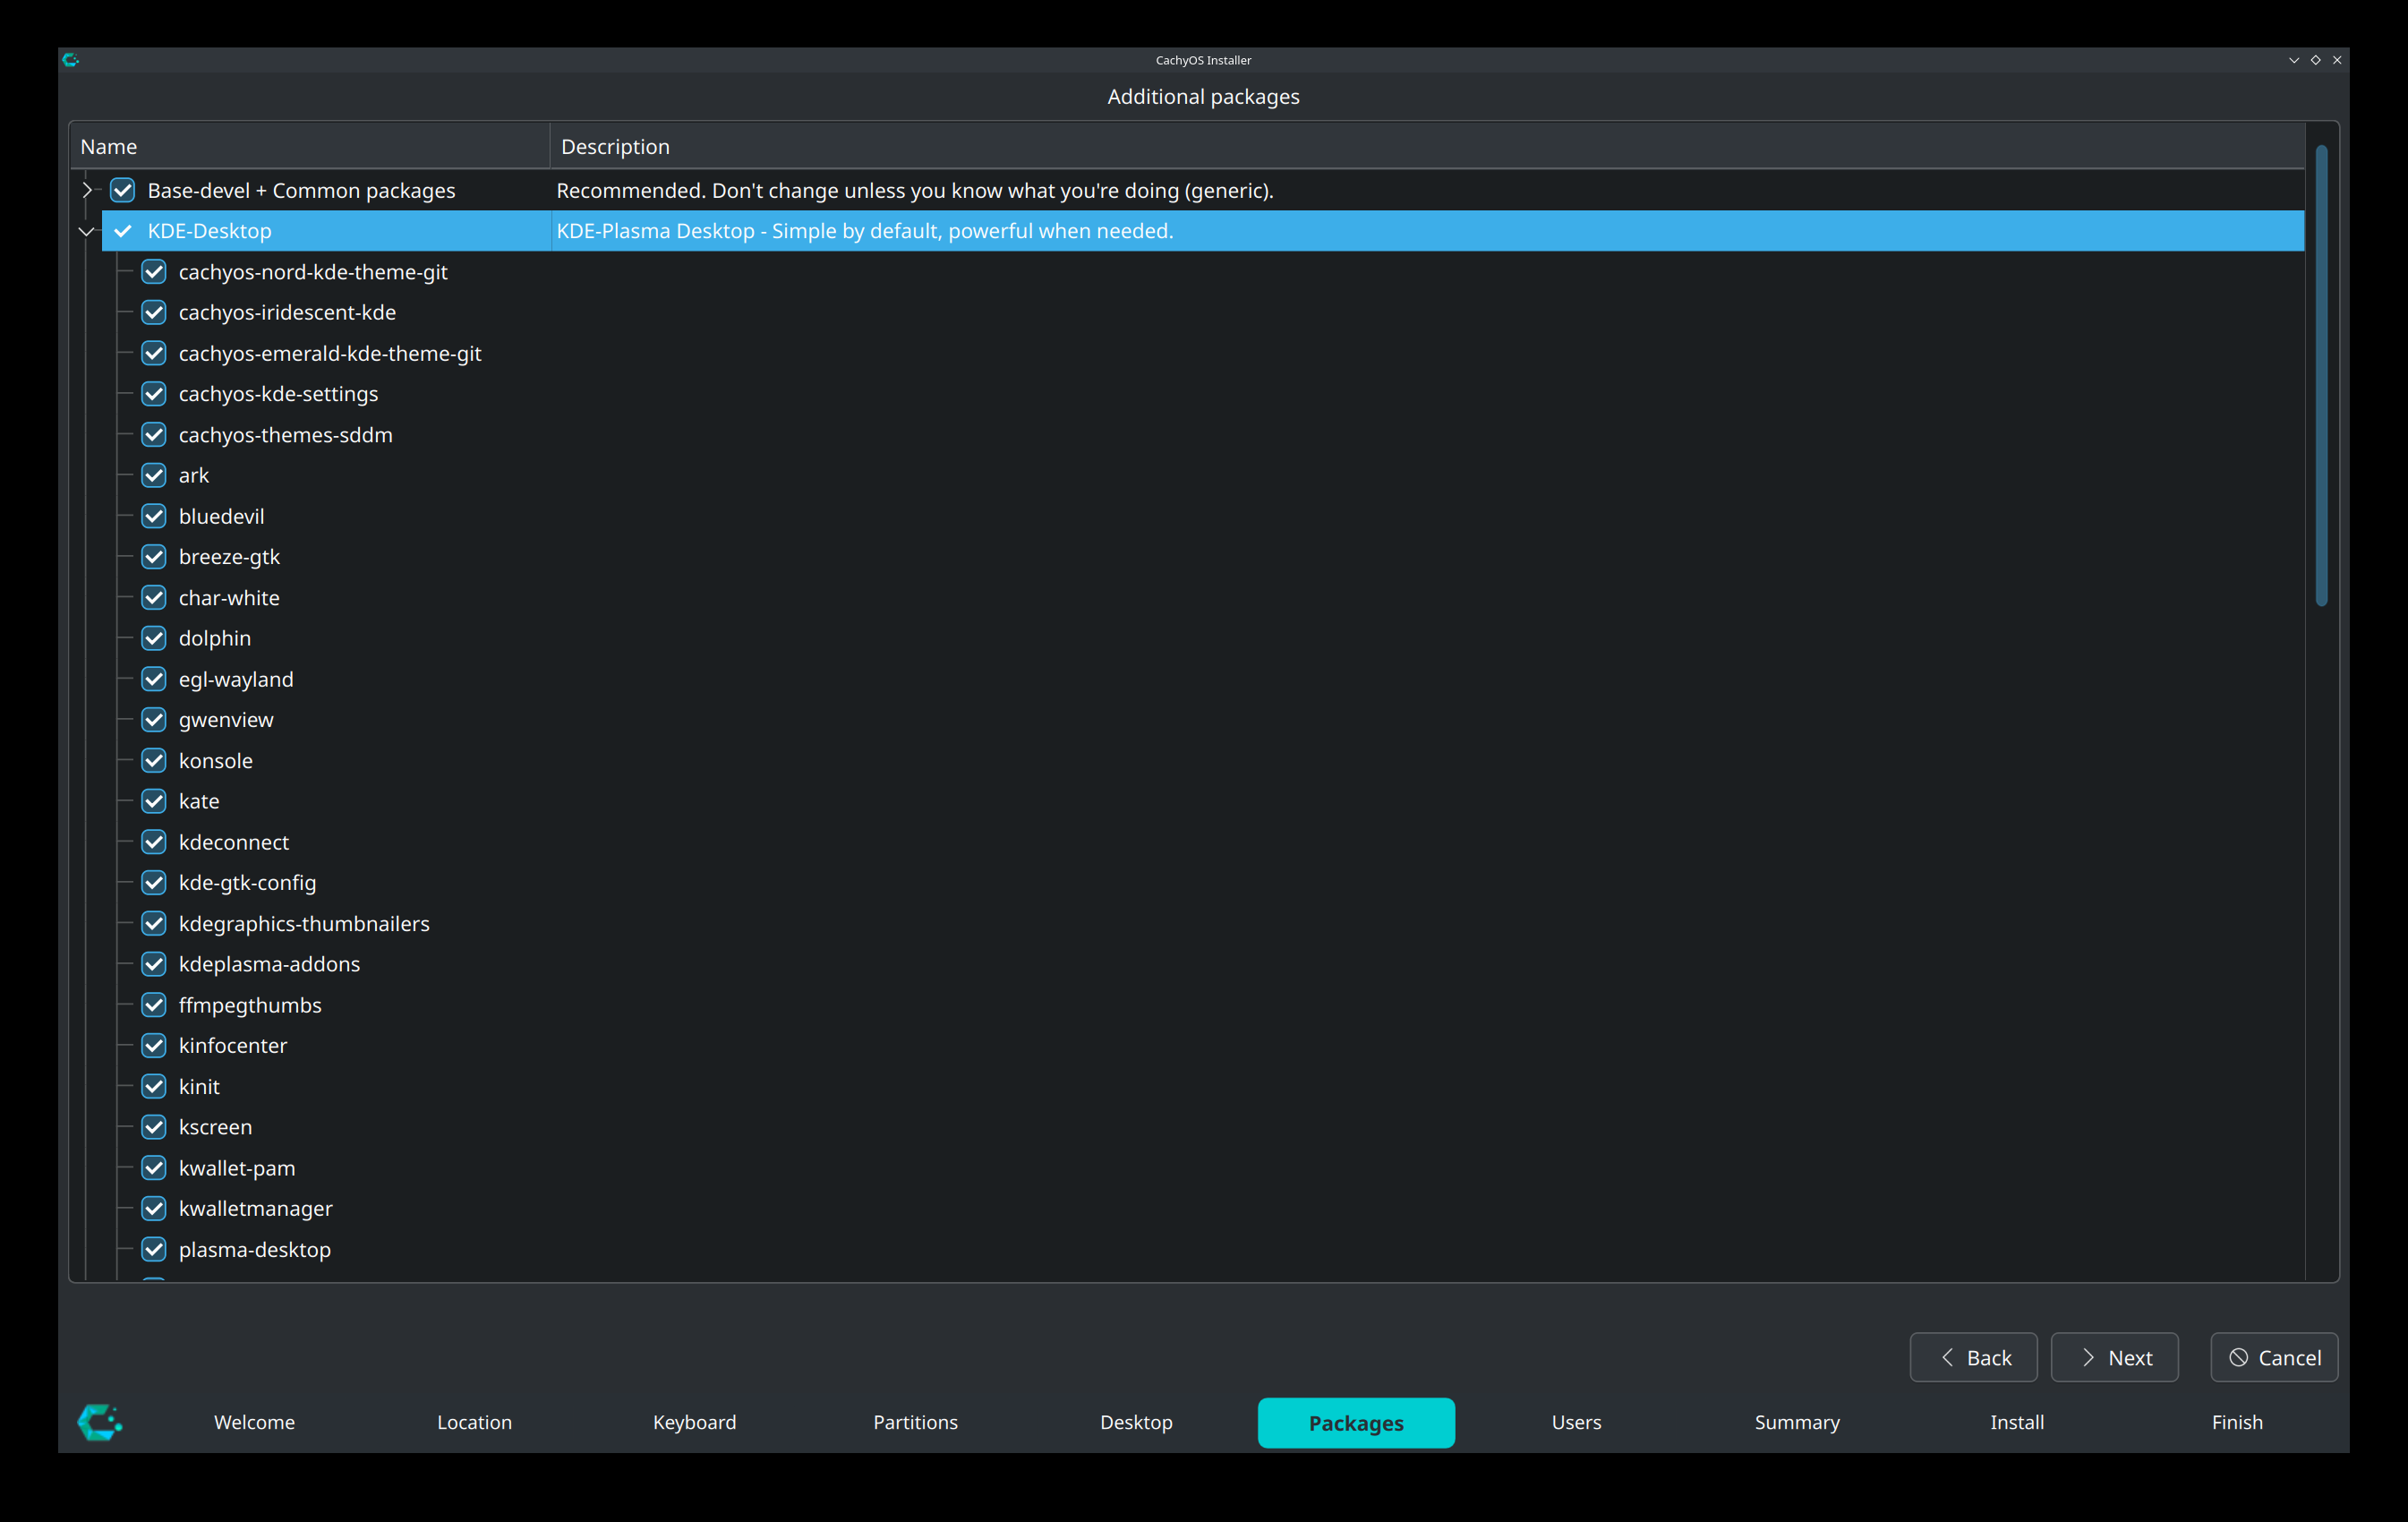 CachyOS Installer
Additional packages
Name Description
Base-devel + Common packages Recommended. Don't change unless you know what you're doing (generic).
KDE-Desktop KDE-Plasma Desktop - Simple by default, powerful when needed.
cachyos-nord-kde-theme-git
cachyos-iridescent-kde
cachyos-emerald-kde-theme-git
cachyos-kde-settings
cachyos-themes-sddm
ark
bluedevil
breeze-gtk
char-white
dolphin
egl-wayland
gwenview
konsole
kate
kdeconnect
kde-gtk-config
kdegraphics-thumbnailers
kdeplasma-addons
ffmpegthumbs
kinfocenter
kinit
kscreen
kwallet-pam
kwalletmanager
plasma-desktop
Back Next Cancel
Welcome Location Keyboard Partitions Desktop Packages Users Summary Install Finish